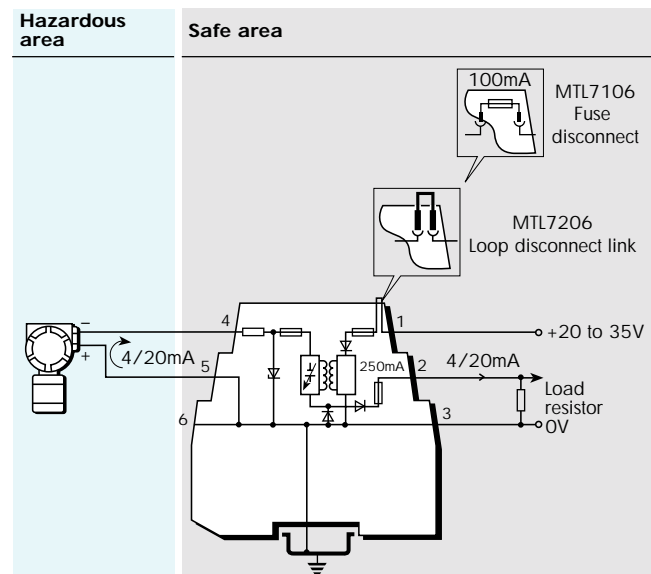 Hazardous
area
Safe area
100mA
MTL7106
Fuse
disconnect
MTL7206
Loop disconnect link
4
1
+20 to 35V
–
+
4/20mA
5
250mA
2
4/20mA
Load
resistor
6
3
0V